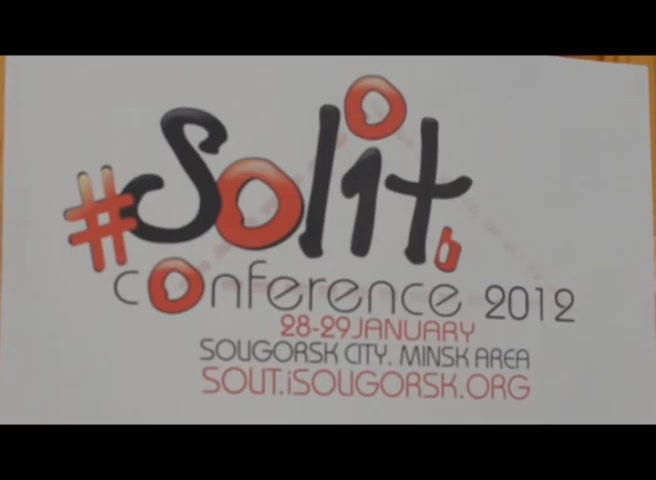 #Solit.
conference 2012
28-29 JANUARY
SOLIGORSK CITY. MINSK AREA
SOLIT.iSOLIGORSK.ORG